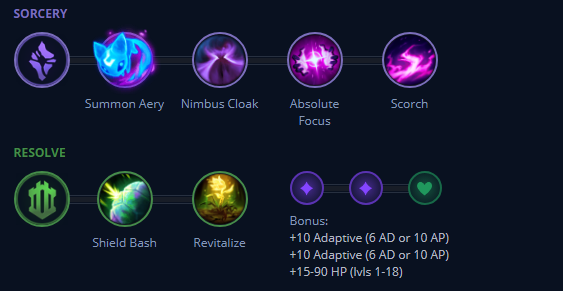 SORCERY
Summon Aery
Nimbus Cloak
Absolute
Focus
Scorch
RESOLVE
Shield Bash
Revitalize
Bonus:
+10 Adaptive (6 AD or 10 AP)
+10 Adaptive (6 AD or 10 AP)
+15-90 HP (lvls 1-18)